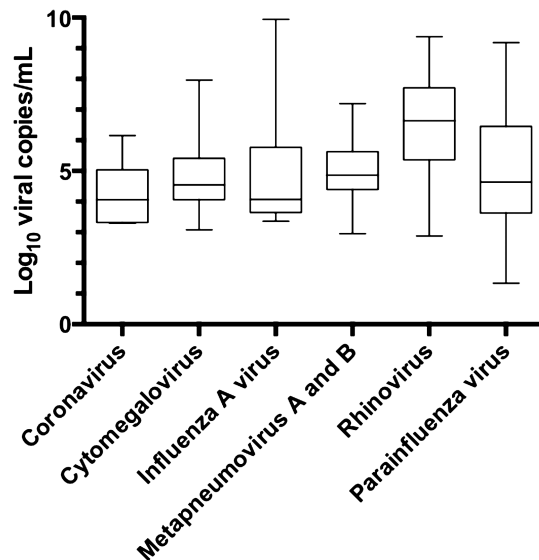 Log₁₀ viral copies/mL
10
5
0
Coronavirus
Cytomegalovirus
Influenza A virus
Metapneumovirus A and B
Rhinovirus
Parainfluenza virus